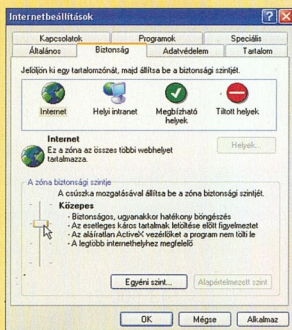 Internetbeállítások
Kapcsolatok Programok Speciális
Általános Biztonság Adatvédelem Tartalom
Jelöljön ki egy tartalomzónát, majd állítsa be a biztonsági szintjét.
Internet Helyi intranet Megbízható helyek Tiltott helyek
Internet
Ez a zóna az összes többi webhelyet
tartalmazza.
Helyek...
A zóna biztonsági szintje
A csúszka mozgatásával állítsa be a zóna biztonsági szintjét.
Közepes
- Biztonságos, ugyanakkor hatékony böngészés
- Az esetleges káros tartalmak letöltése előtt figyelmeztet
- Az aláíratlan ActiveX vezérlőket a program nem tölti le
- A legtöbb internethelyhez megfelelő
Egyéni szint... Alapértelmezett szint
OK Mégse Alkalmaz